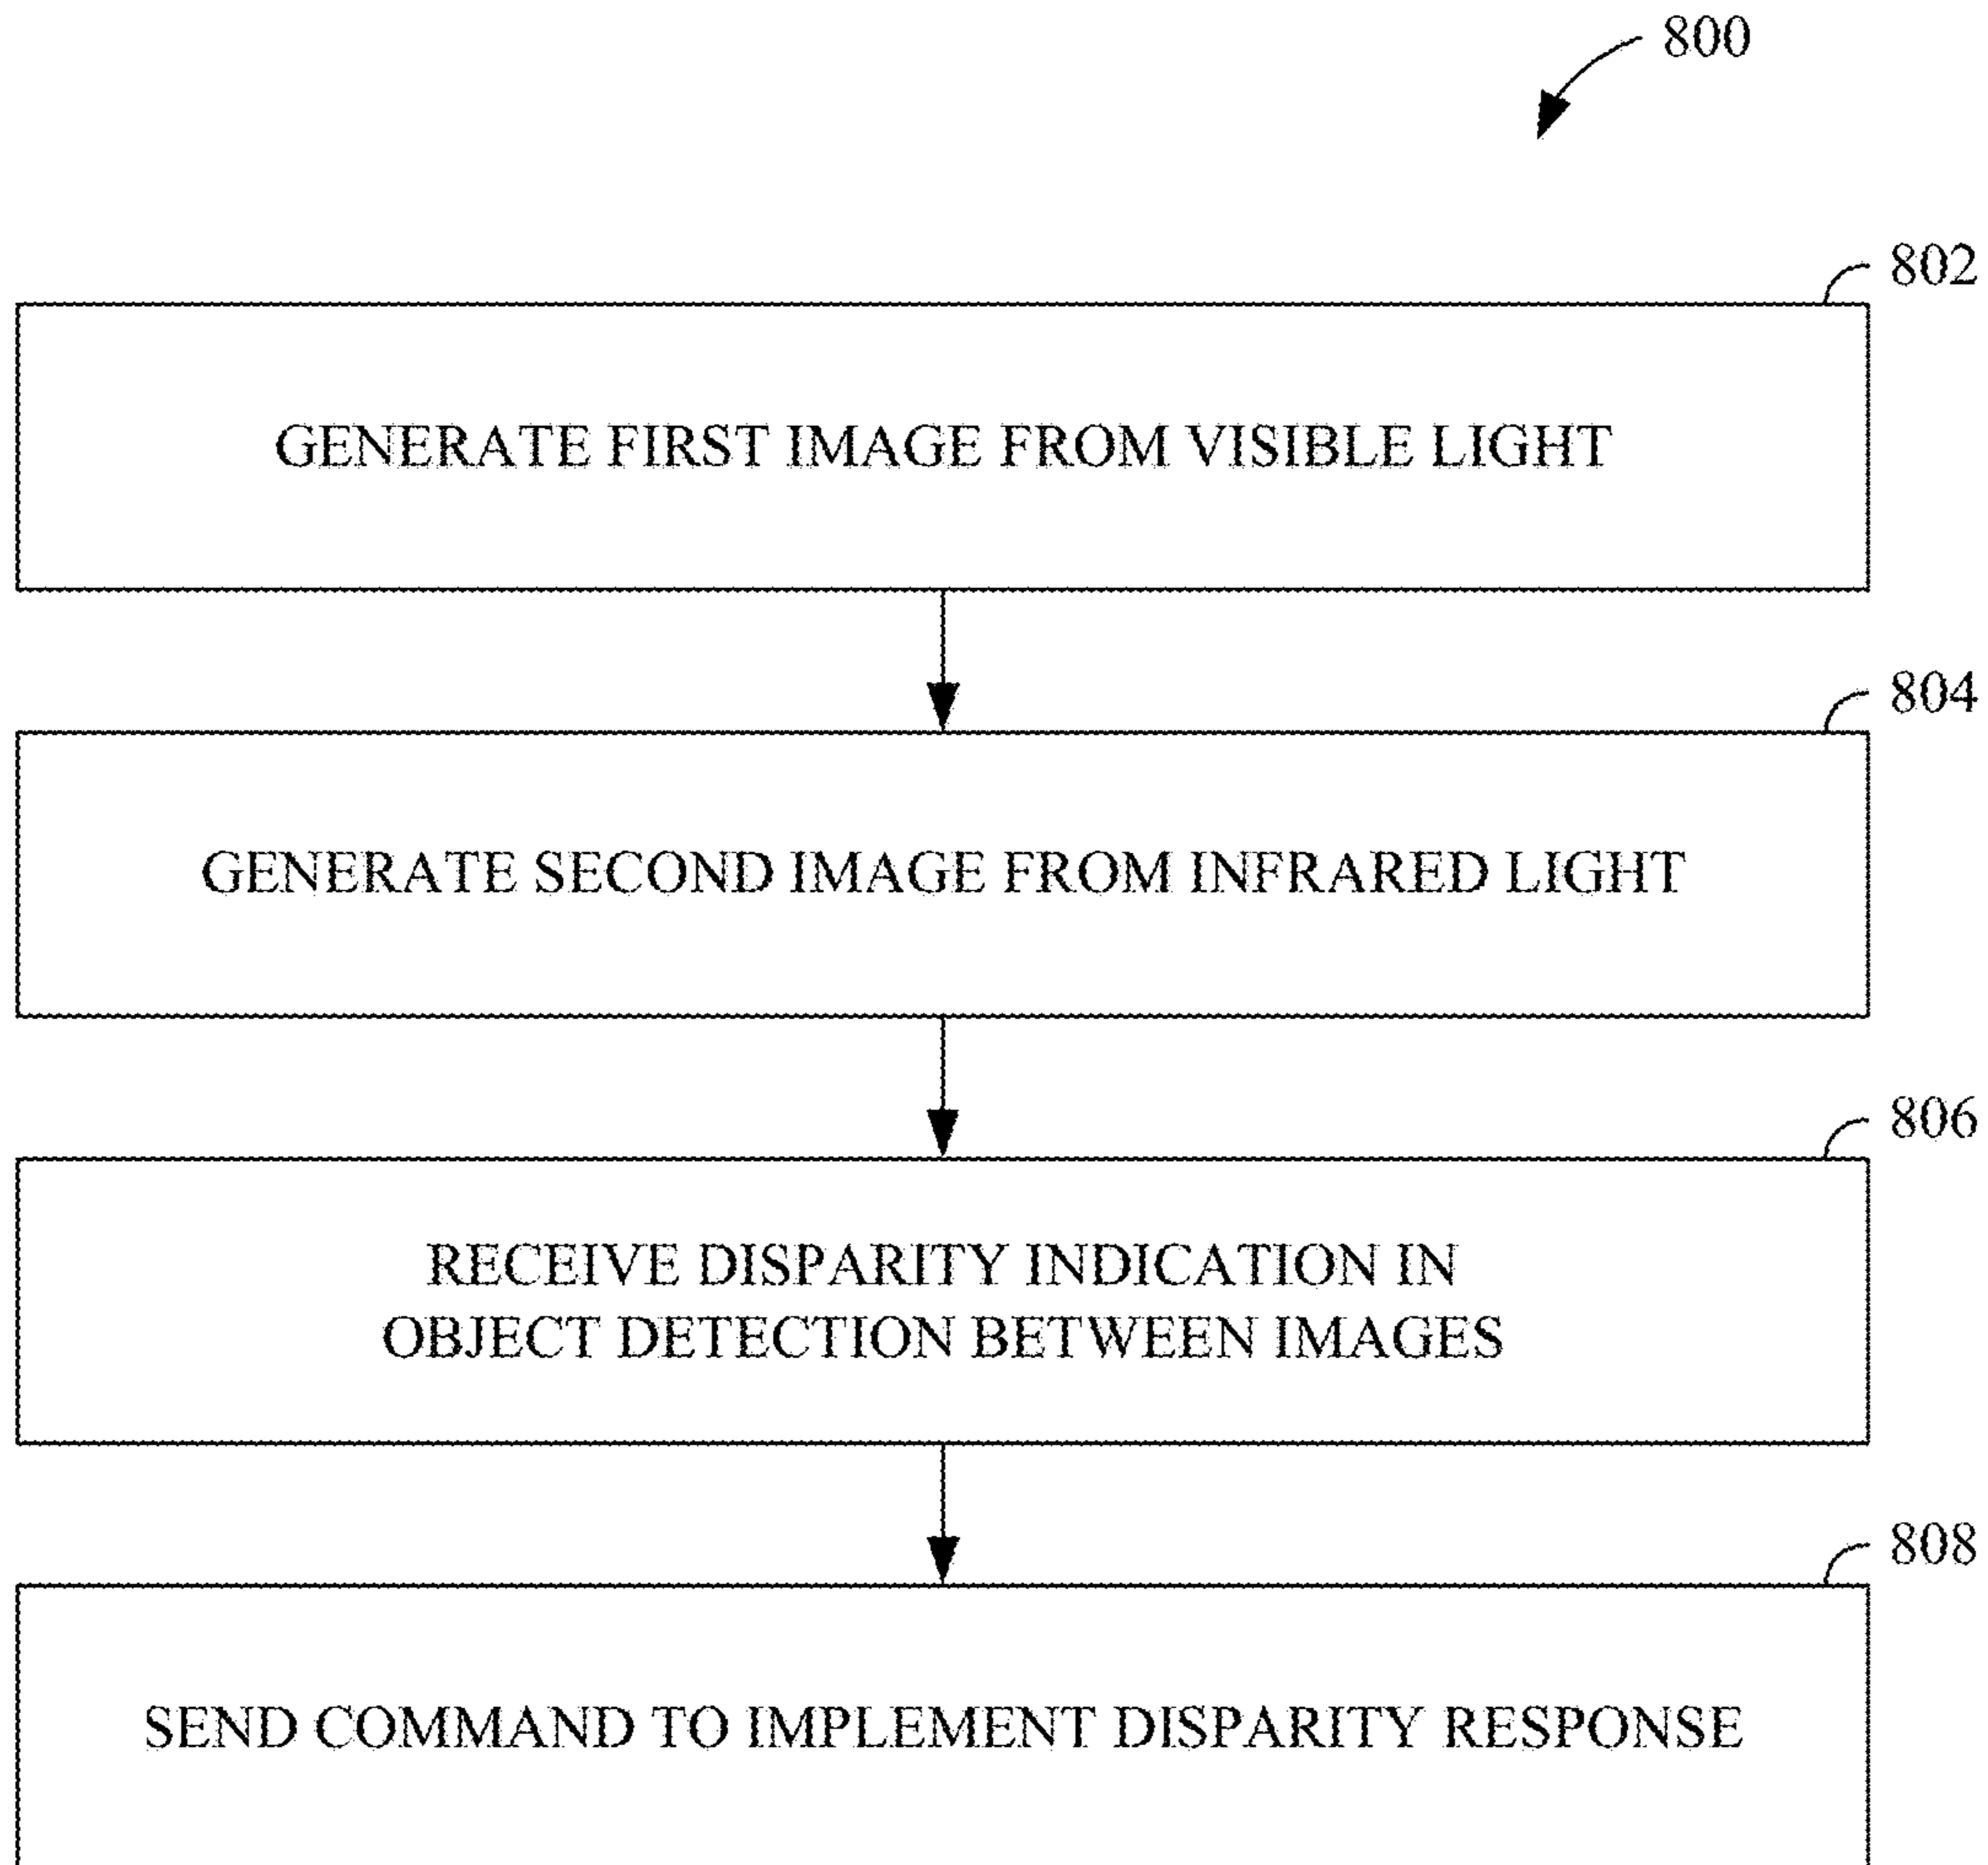 800
802
GENERATE FIRST IMAGE FROM VISIBLE LIGHT
804
GENERATE SECOND IMAGE FROM INFRARED LIGHT
806
RECEIVE DISPARITY INDICATION IN
OBJECT DETECTION BETWEEN IMAGES
808
SEND COMMAND TO IMPLEMENT DISPARITY RESPONSE